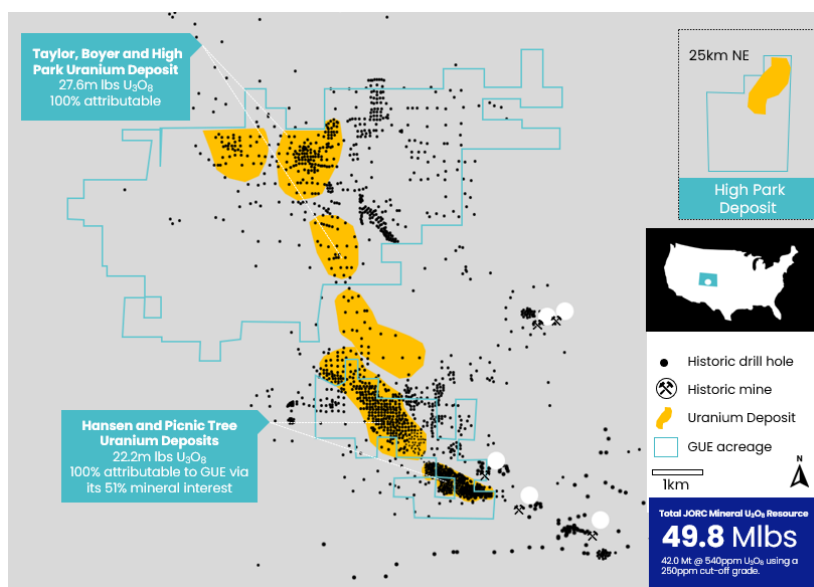 Taylor, Boyer and High
Park Uranium Deposit
27.6m lbs U₃O₈
100% attributable
25km NE
High Park
Deposit
Historic drill hole
Historic mine
Uranium Deposit
GUE acreage
1km
N
Hansen and Picnic Tree
Uranium Deposits
22.2m lbs U₃O₈
100% attributable to GUE via
its 51% mineral interest
Total JORC Mineral U₃O₈ Resource
49.8 Mlbs
42.0 Mt @ 540ppm U₃O₈ using a
250ppm cut-off grade.